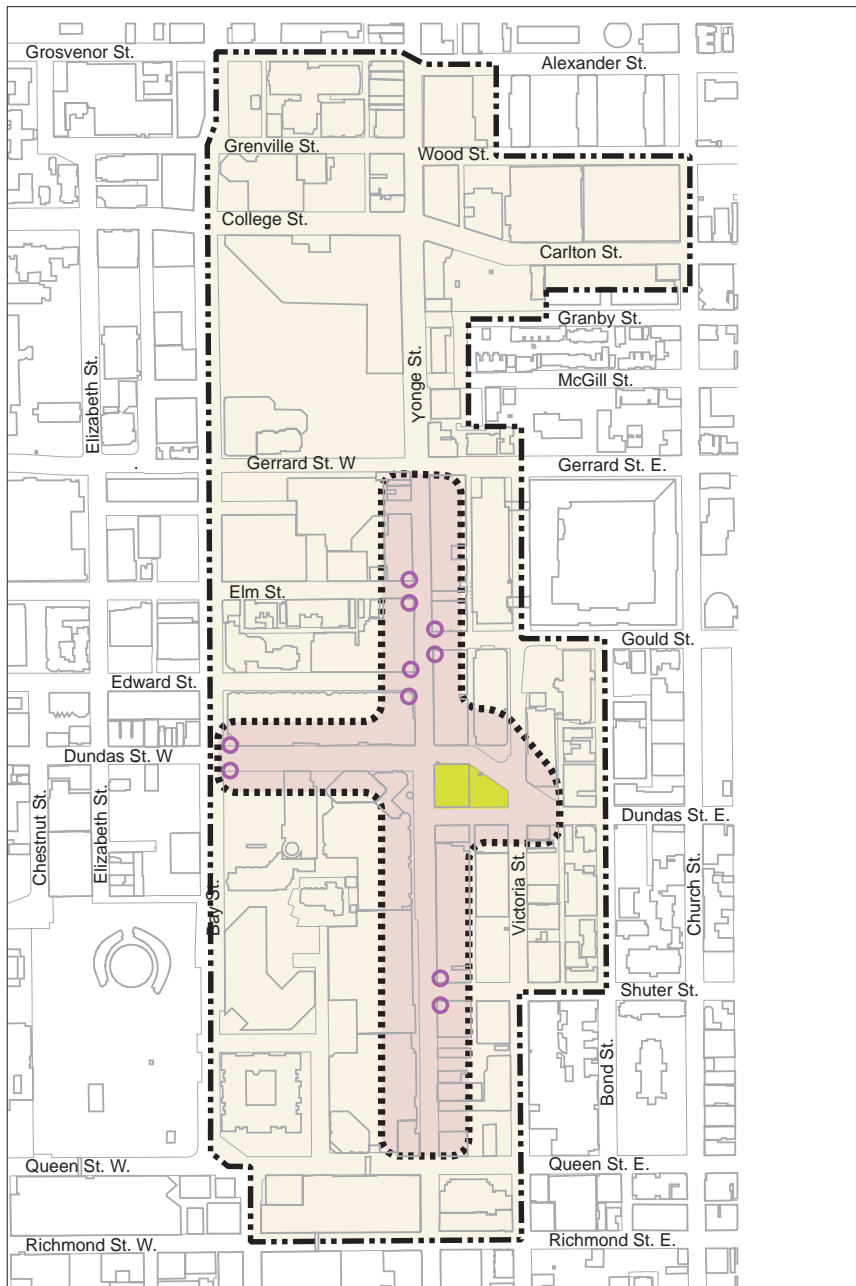 Grosvenor St.
Alexander St.
Grenville St.
Wood St.
College St.
Carlton St.
Granby St.
Yonge St.
Elizabeth St.
McGill St.
Gerrard St. W
Gerrard St. E.
Elm St.
Gould St.
Edward St.
Dundas St. W
Dundas St. E.
Chestnut St.
Elizabeth St.
Bay St.
Victoria St.
Church St.
Shuter St.
Bond St.
Queen St. W.
Queen St. E.
Richmond St. W.
Richmond St. E.